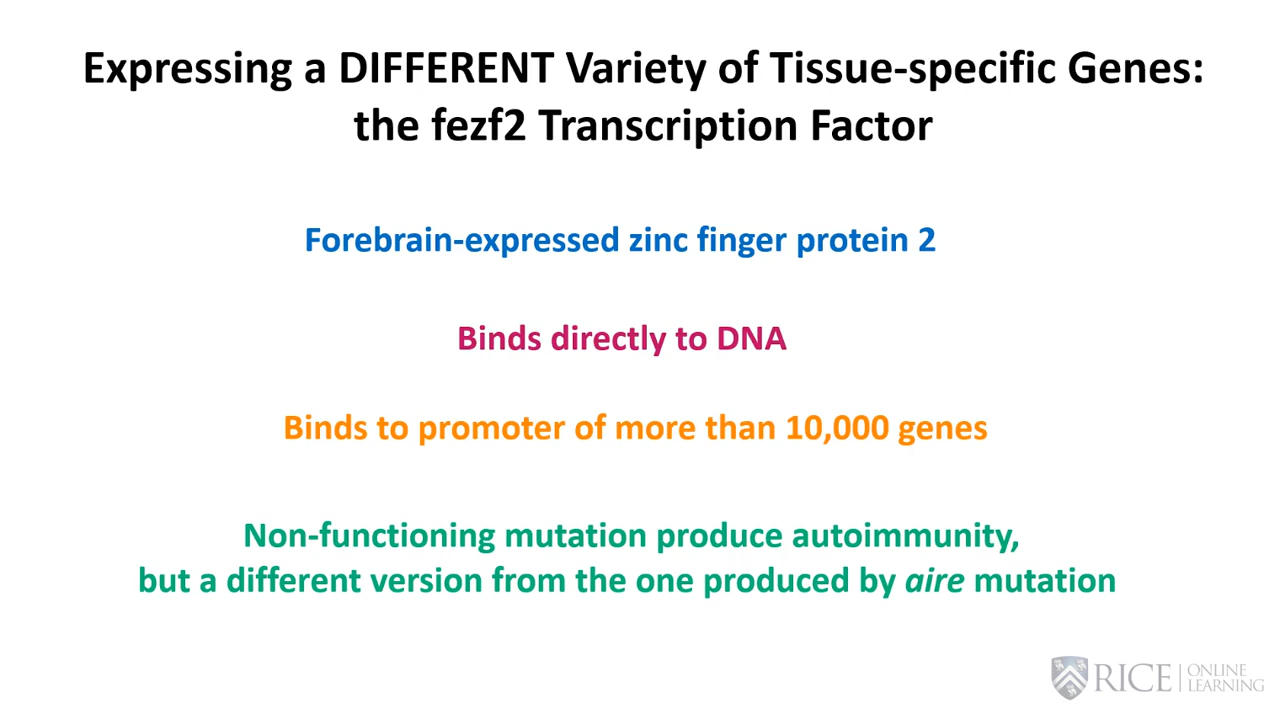 Expressing a DIFFERENT Variety of Tissue-specific Genes:
the fezf2 Transcription Factor
Forebrain-expressed zinc finger protein 2
Binds directly to DNA
Binds to promoter of more than 10,000 genes
Non-functioning mutation produce autoimmunity,
but a different version from the one produced by aire mutation
RICE
ONLINE
LEARNING